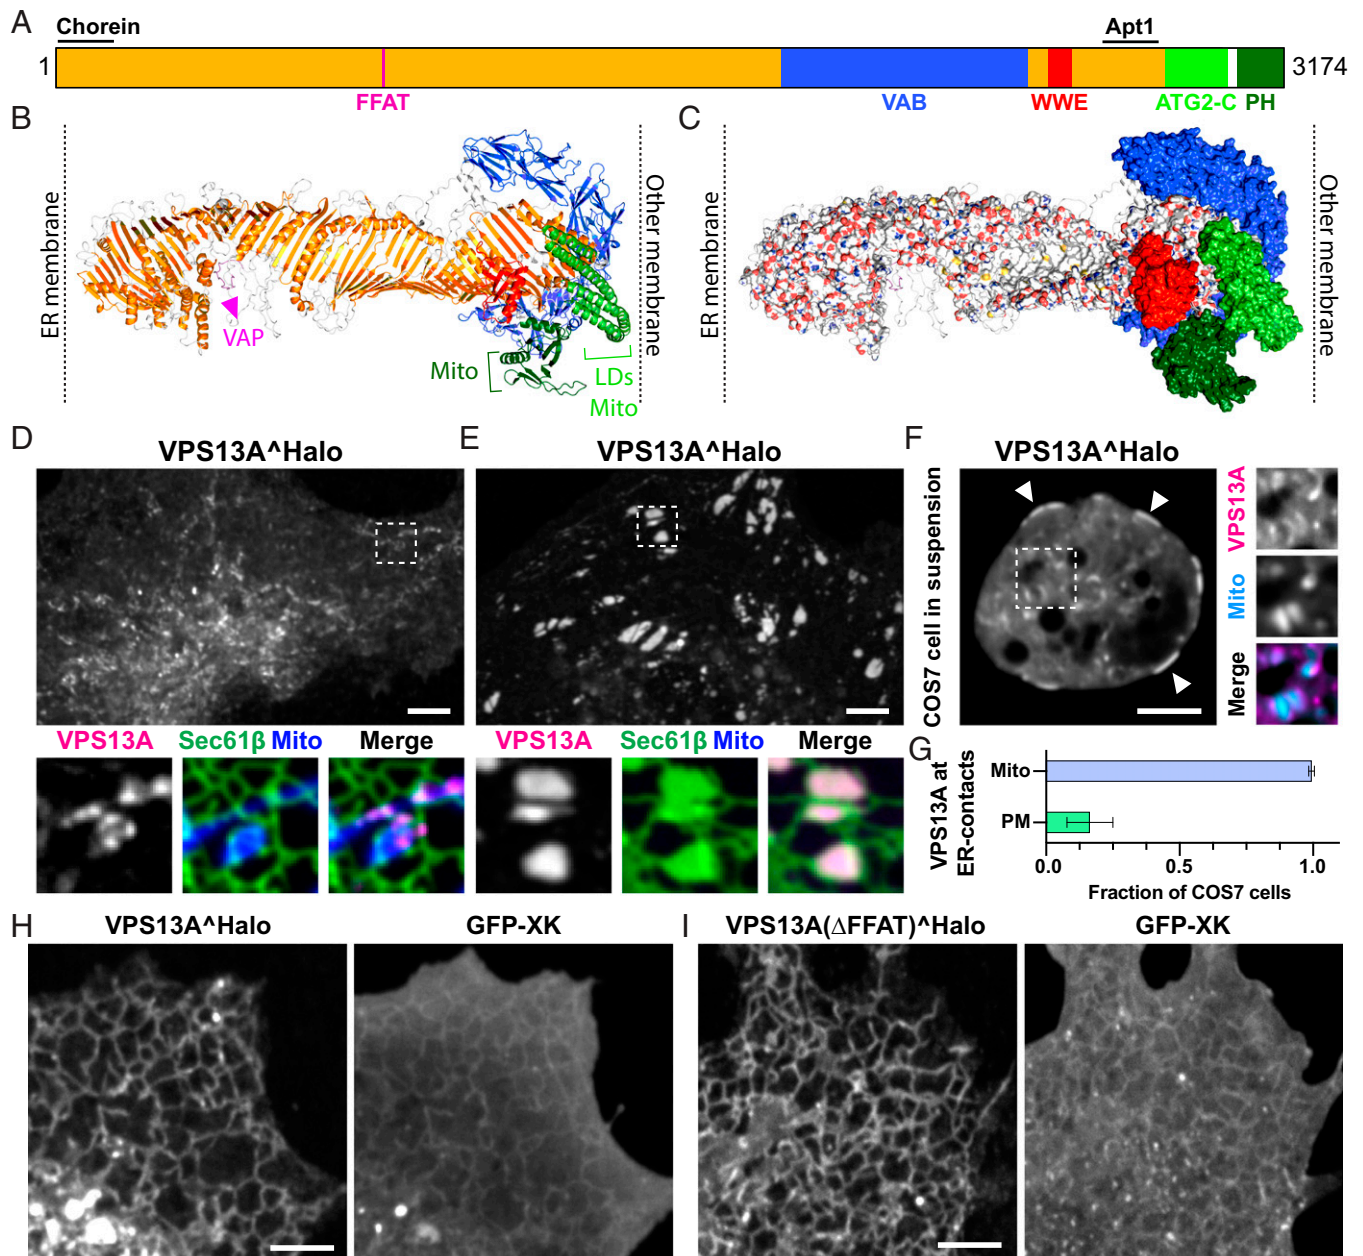 A
Chorein
Apt1
1
3174
FFAT
VAB
WWE
ATG2-C
PH
B
ER membrane
VAP
Mito
LDs
Mito
Other membrane
C
ER membrane
Other membrane
D
VPS13A^Halo
VPS13A
Sec61β Mito
Merge
E
VPS13A^Halo
VPS13A
Sec61β Mito
Merge
F
VPS13A^Halo
COS7 cell in suspension
VPS13A
Mito
Merge
G
VPS13A at
ER-contacts
Mito
PM
0.0
0.5
1.0
Fraction of COS7 cells
H
VPS13A^Halo
GFP-XK
I
VPS13A(ΔFFAT)^Halo
GFP-XK